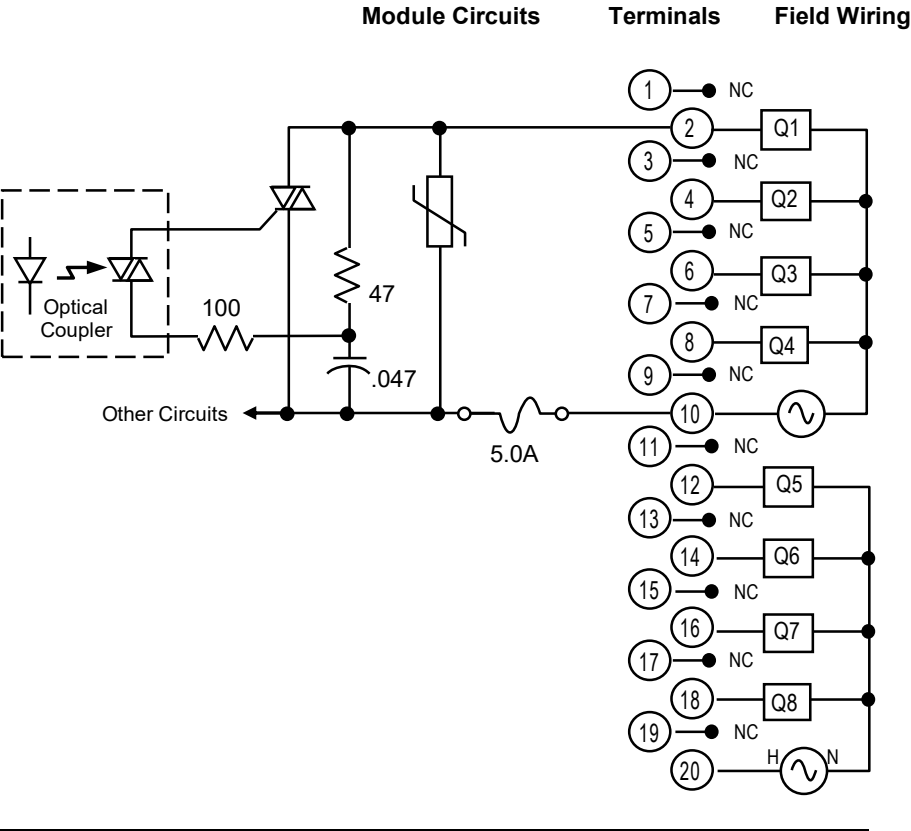 Module Circuits Terminals Field Wiring
1 NC
2 Q1
3 NC
4 Q2
5 NC
6 Q3
7 NC
8 Q4
9 NC
10
11 NC
12 Q5
13 NC
14 Q6
15 NC
16 Q7
17 NC
18 Q8
19 NC
20 H N
Optical
Coupler
100
47
.047
Other Circuits
5.0A